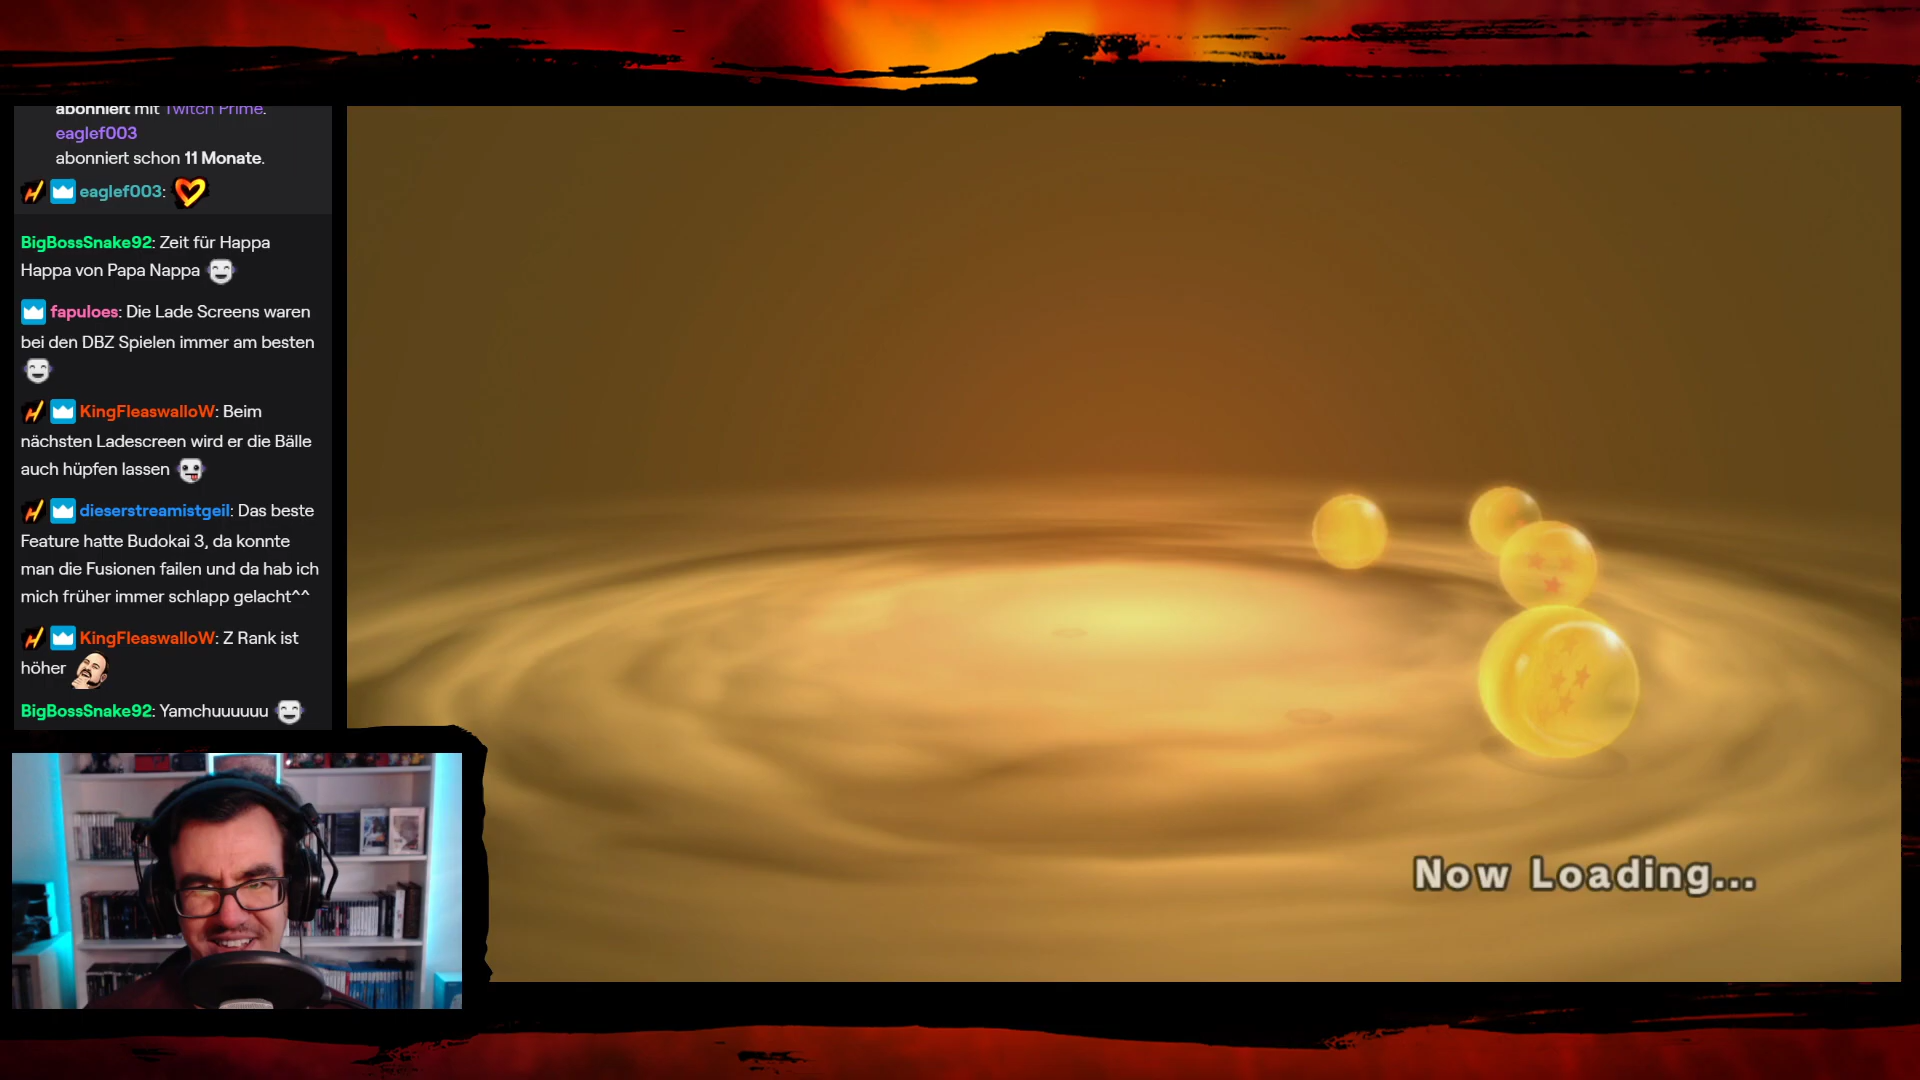 abonniert mit Twitch Prime.
eaglef003
abonniert schon 11 Monate.
eaglef003:
BigBossSnake92: Zeit für Happa
Happa von Papa Nappa
fapuloes: Die Lade Screens waren
bei den DBZ Spielen immer am besten
KingFleaswalloW: Beim
nächsten Ladescreen wird er die Bälle
auch hüpfen lassen
dieserstreamistgeil: Das beste
Feature hatte Budokai 3, da konnte
man die Fusionen failen und da hab ich
mich früher immer schlapp gelacht^^
KingFleaswalloW: Z Rank ist
höher
BigBossSnake92: Yamchuuuuuu
Now Loading...